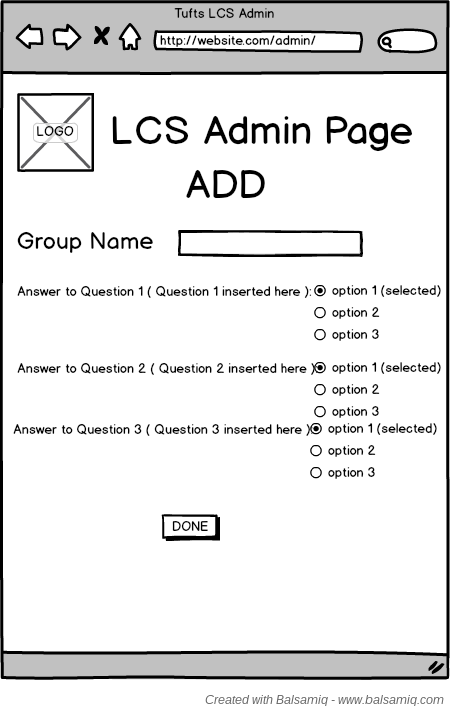 Tufts LCS Admin
http://website.com/admin/
LOGO
LCS Admin Page
ADD
Group Name
Answer to Question 1 ( Question 1 inserted here ): option 1 (selected)
option 2
option 3
Answer to Question 2 ( Question 2 inserted here ) option 1 (selected)
option 2
option 3
Answer to Question 3 ( Question 3 inserted here ) option 1 (selected)
option 2
option 3
DONE
Created with Balsamiq - www.balsamiq.com